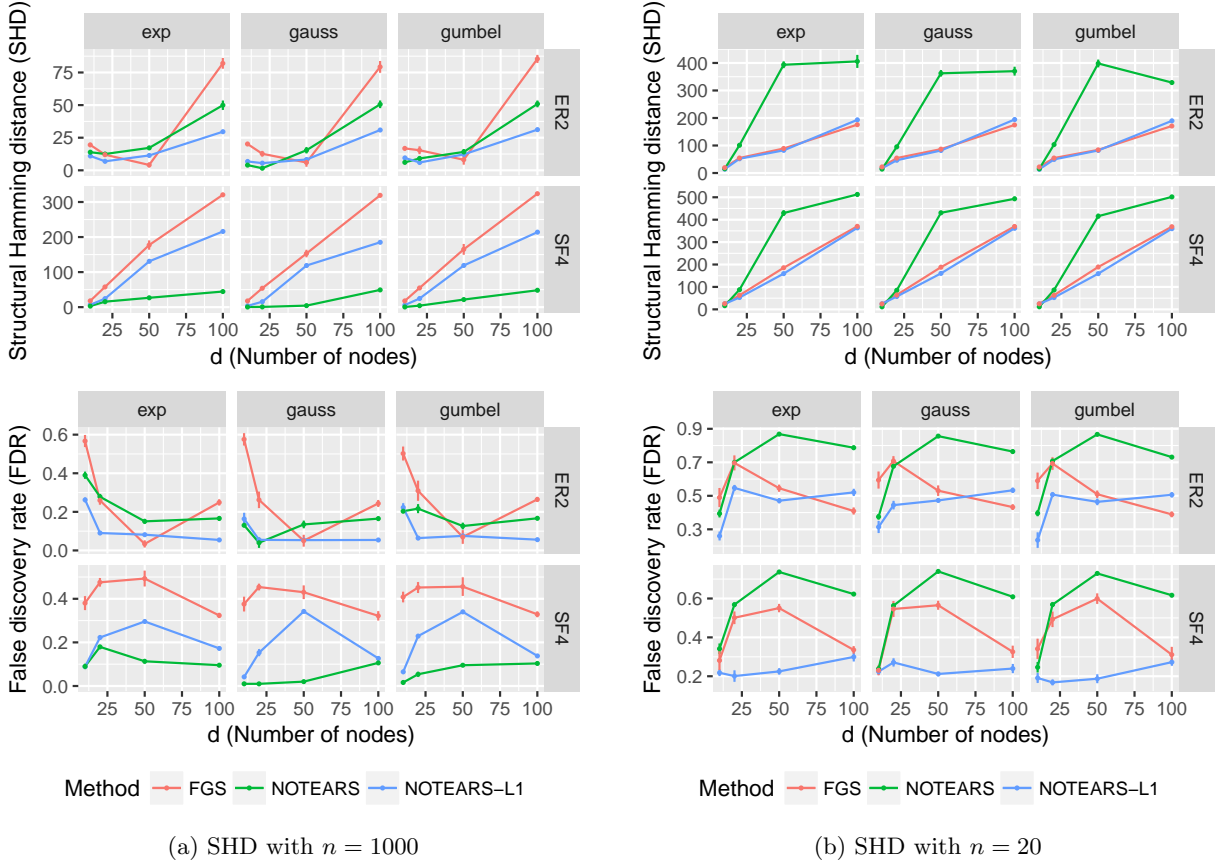 exp gauss gumbel
Structural Hamming distance (SHD)
75
50
25
0
ER2
300
200
100
0
SF4
25 50 75 100 25 50 75 100 25 50 75 100
d (Number of nodes)
exp gauss gumbel
False discovery rate (FDR)
0.6
0.4
0.2
0.0
ER2
0.4
0.2
0.0
SF4
25 50 75 100 25 50 75 100 25 50 75 100
d (Number of nodes)
Method FGS NOTEARS NOTEARS−L1
(a) SHD with n = 1000
exp gauss gumbel
Structural Hamming distance (SHD)
400
300
200
100
0
ER2
500
400
300
200
100
0
SF4
25 50 75 100 25 50 75 100 25 50 75 100
d (Number of nodes)
exp gauss gumbel
False discovery rate (FDR)
0.9
0.7
0.5
0.3
ER2
0.6
0.4
0.2
SF4
25 50 75 100 25 50 75 100 25 50 75 100
d (Number of nodes)
Method FGS NOTEARS NOTEARS−L1
(b) SHD with n = 20